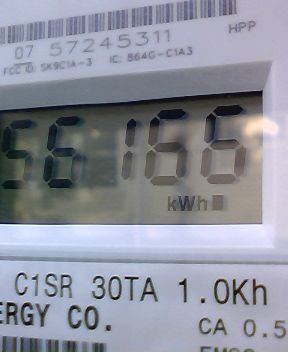 07 57245311 HPP
FCC ID: SK9C1A-3 IC: 864G-C1A3
56166
kWh
C1SR 30TA 1.0Kh
ERGY CO. CA 0.5